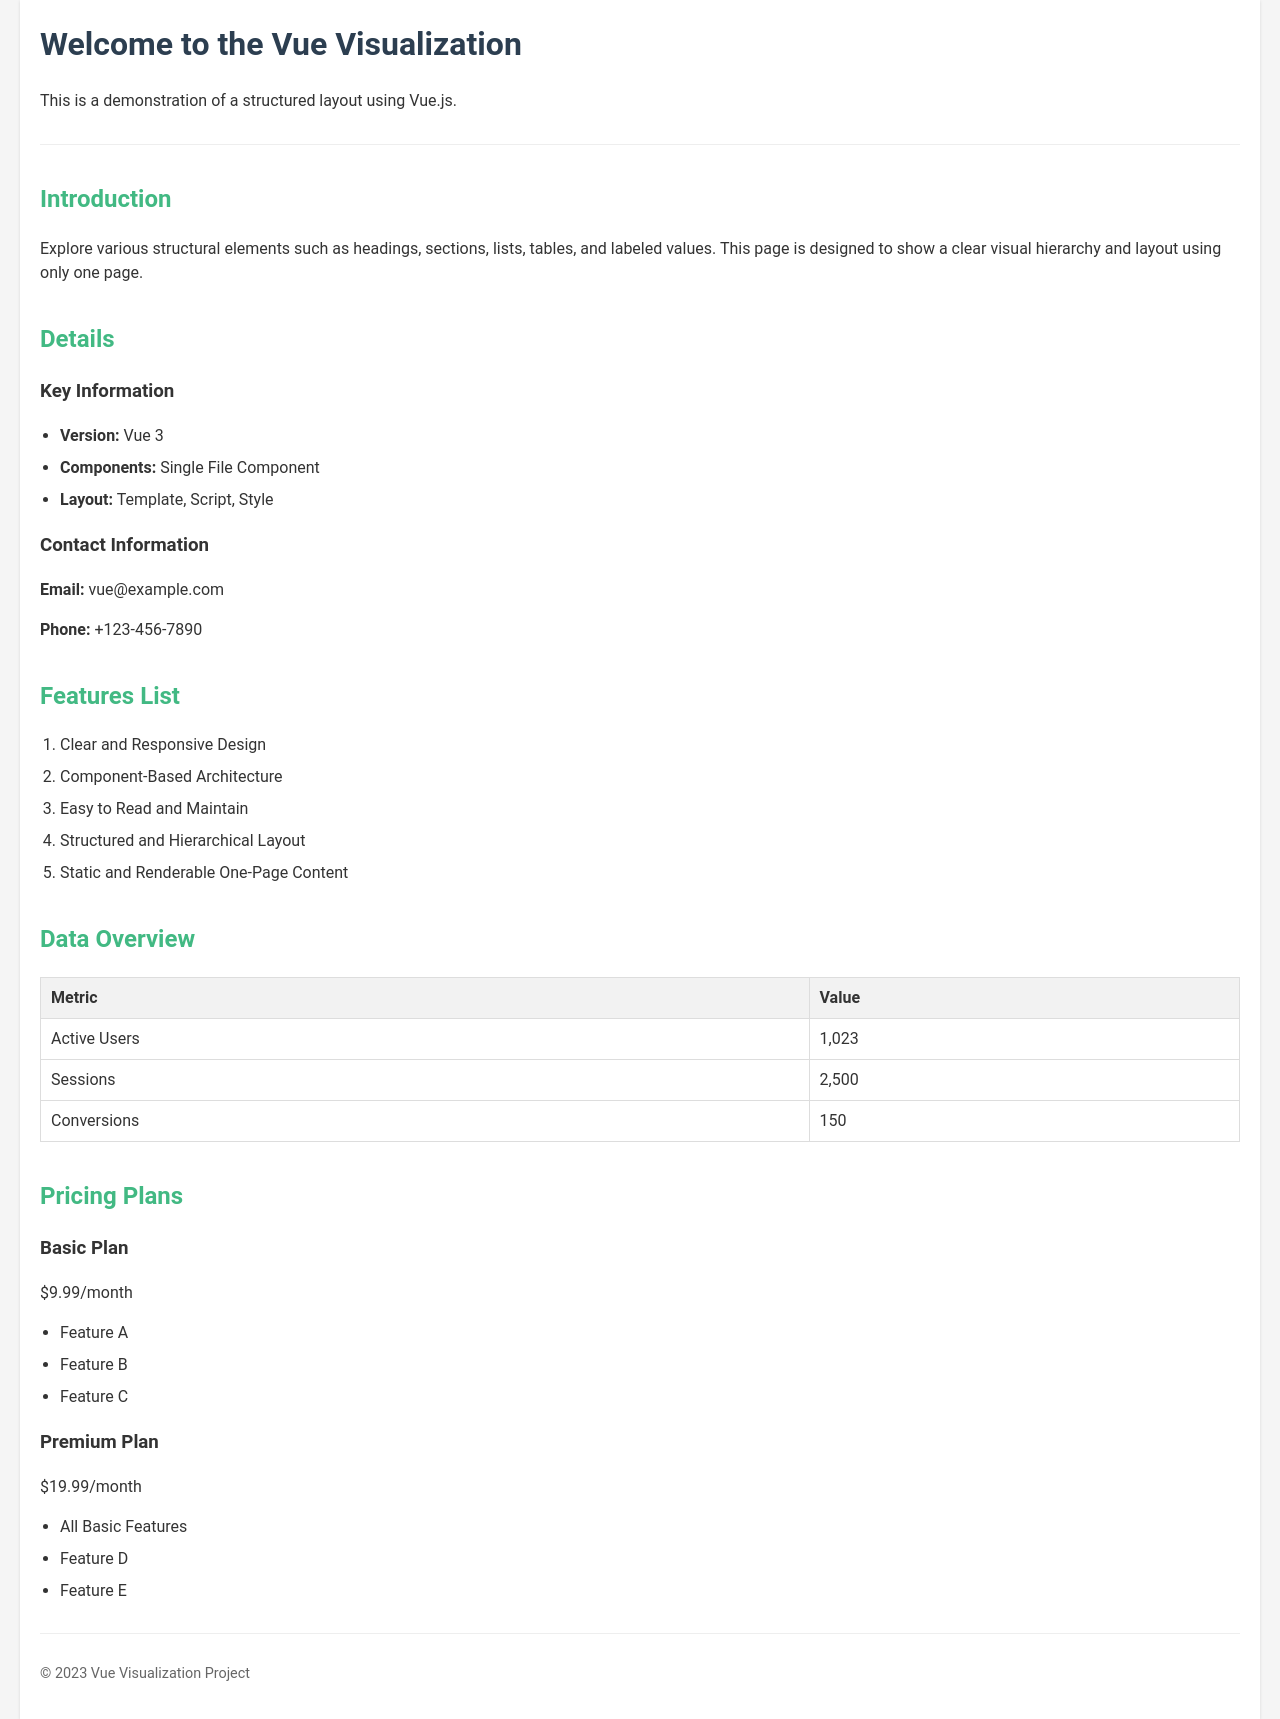 Welcome to the Vue Visualization
This is a demonstration of a structured layout using Vue.js.
Introduction
Explore various structural elements such as headings, sections, lists, tables, and labeled values. This page is designed to show a clear visual hierarchy and layout using
only one page.
Details
Key Information
• Version: Vue 3
• Components: Single File Component
• Layout: Template, Script, Style
Contact Information
Email: vue@example.com
Phone: +123-456-7890
Features List
1. Clear and Responsive Design
2. Component-Based Architecture
3. Easy to Read and Maintain
4. Structured and Hierarchical Layout
5. Static and Renderable One-Page Content
Data Overview
Metric Value
Active Users 1,023
Sessions 2,500
Conversions 150
Pricing Plans
Basic Plan
$9.99/month
• Feature A
• Feature B
• Feature C
Premium Plan
$19.99/month
• All Basic Features
• Feature D
• Feature E
© 2023 Vue Visualization Project